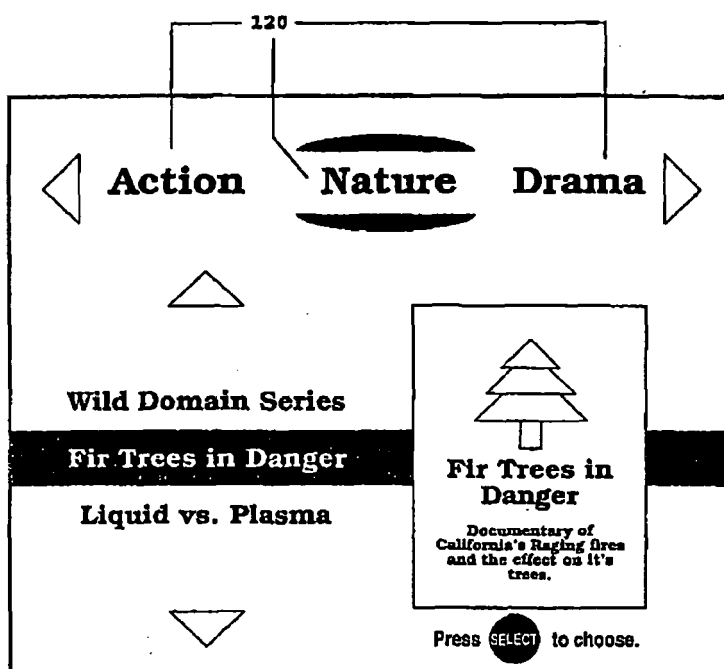 120
Action Nature Drama
Wild Domain Series
Fir Trees in Danger
Liquid vs. Plasma
Fir Trees in
Danger
Documentary of
California's Raging fires
and the effect on it's
trees.
Press SELECT to choose.